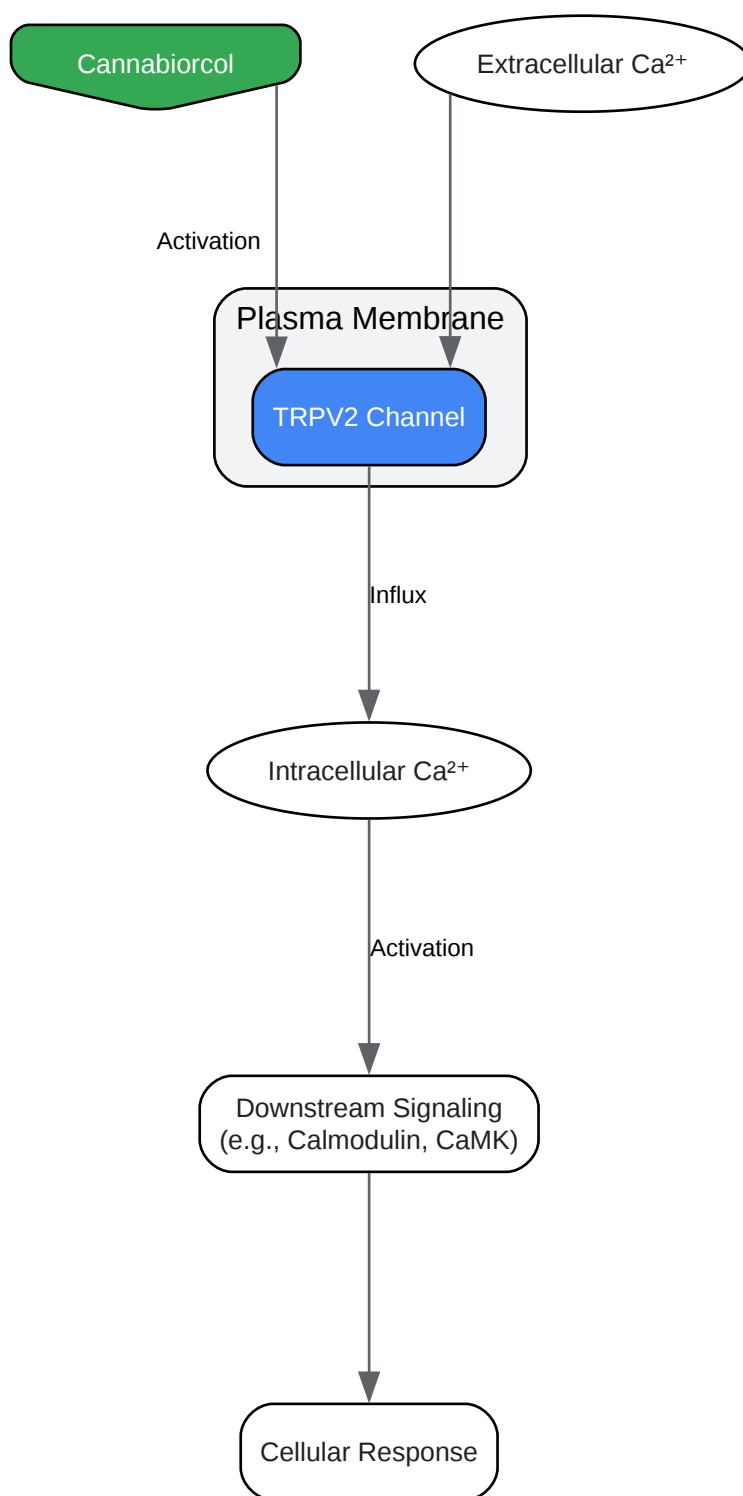 Cannabiorcol
Extracellular Ca²⁺
Activation
Plasma Membrane
TRPV2 Channel
Influx
Intracellular Ca²⁺
Activation
Downstream Signaling
(e.g., Calmodulin, CaMK)
Cellular Response